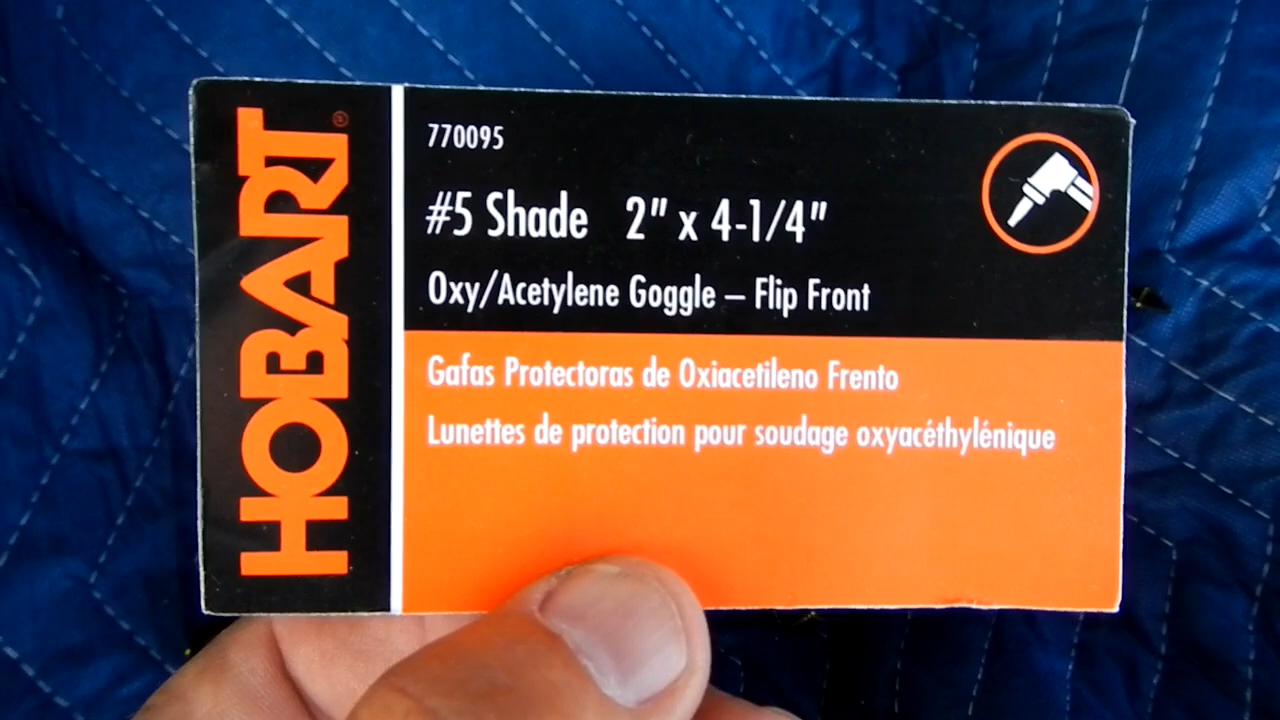 HOBART®
770095
#5 Shade 2" x 4-1/4"
Oxy/Acetylene Goggle – Flip Front
Gafas Protectoras de Oxiacetileno Frento
Lunettes de protection pour soudage oxyacéthylénique